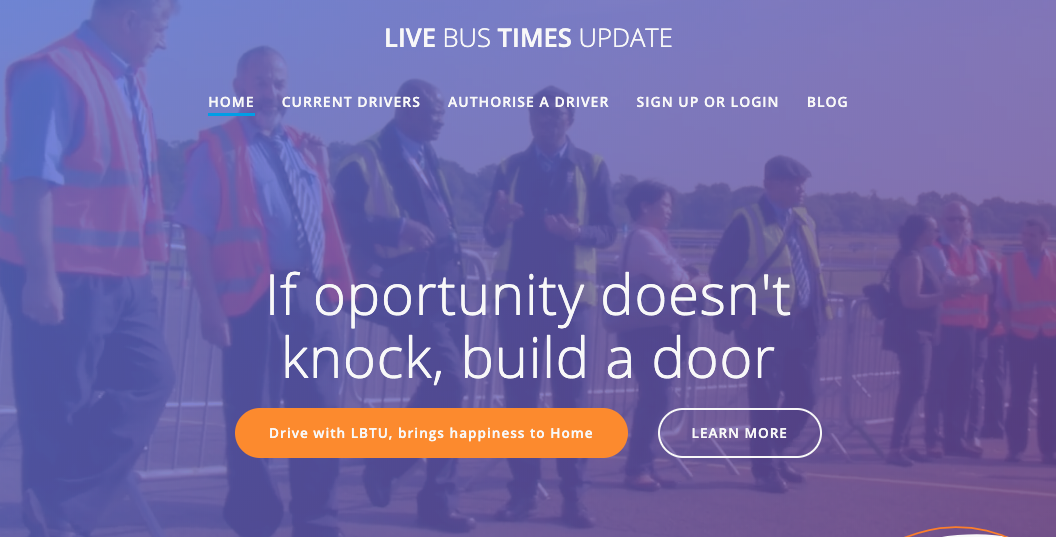 LIVE BUS TIMES UPDATE
HOME CURRENT DRIVERS AUTHORISE A DRIVER SIGN UP OR LOGIN BLOG
If oportunity doesn't
knock, build a door
Drive with LBTU, brings happiness to Home LEARN MORE